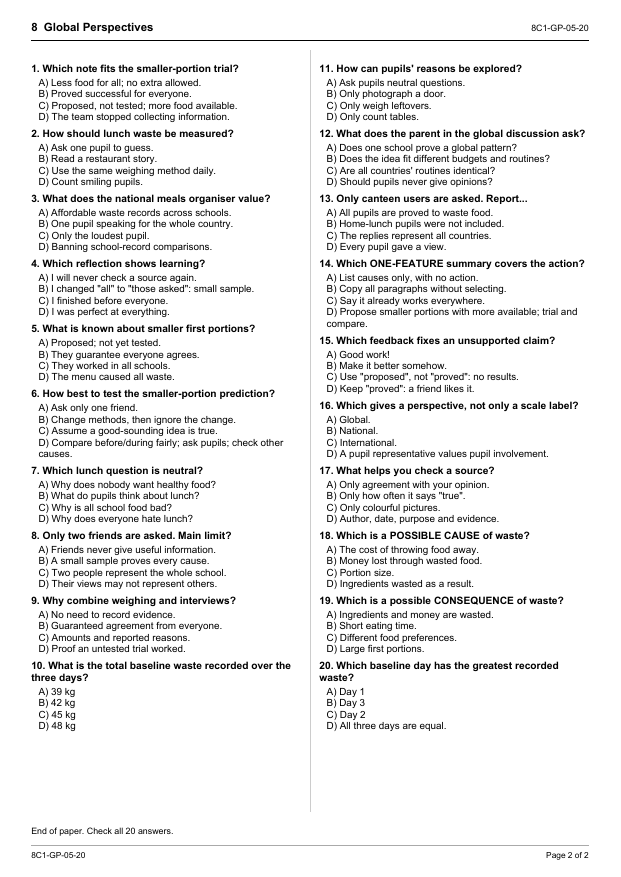 8 Global Perspectives
8C1-GP-05-20
1. Which note fits the smaller-portion trial?
A) Less food for all; no extra allowed.
B) Proved successful for everyone.
C) Proposed, not tested; more food available.
D) The team stopped collecting information.
2. How should lunch waste be measured?
A) Ask one pupil to guess.
B) Read a restaurant story.
C) Use the same weighing method daily.
D) Count smiling pupils.
3. What does the national meals organiser value?
A) Affordable waste records across schools.
B) One pupil speaking for the whole country.
C) Only the loudest pupil.
D) Banning school-record comparisons.
4. Which reflection shows learning?
A) I will never check a source again.
B) I changed "all" to "those asked": small sample.
C) I finished before everyone.
D) I was perfect at everything.
5. What is known about smaller first portions?
A) Proposed; not yet tested.
B) They guarantee everyone agrees.
C) They worked in all schools.
D) The menu caused all waste.
6. How best to test the smaller-portion prediction?
A) Ask only one friend.
B) Change methods, then ignore the change.
C) Assume a good-sounding idea is true.
D) Compare before/during fairly; ask pupils; check other
causes.
7. Which lunch question is neutral?
A) Why does nobody want healthy food?
B) What do pupils think about lunch?
C) Why is all school food bad?
D) Why does everyone hate lunch?
8. Only two friends are asked. Main limit?
A) Friends never give useful information.
B) A small sample proves every cause.
C) Two people represent the whole school.
D) Their views may not represent others.
9. Why combine weighing and interviews?
A) No need to record evidence.
B) Guaranteed agreement from everyone.
C) Amounts and reported reasons.
D) Proof an untested trial worked.
10. What is the total baseline waste recorded over the
three days?
A) 39 kg
B) 42 kg
C) 45 kg
D) 48 kg
11. How can pupils' reasons be explored?
A) Ask pupils neutral questions.
B) Only photograph a door.
C) Only weigh leftovers.
D) Only count tables.
12. What does the parent in the global discussion ask?
A) Does one school prove a global pattern?
B) Does the idea fit different budgets and routines?
C) Are all countries' routines identical?
D) Should pupils never give opinions?
13. Only canteen users are asked. Report...
A) All pupils are proved to waste food.
B) Home-lunch pupils were not included.
C) The replies represent all countries.
D) Every pupil gave a view.
14. Which ONE-FEATURE summary covers the action?
A) List causes only, with no action.
B) Copy all paragraphs without selecting.
C) Say it already works everywhere.
D) Propose smaller portions with more available; trial and
compare.
15. Which feedback fixes an unsupported claim?
A) Good work!
B) Make it better somehow.
C) Use "proposed", not "proved": no results.
D) Keep "proved": a friend likes it.
16. Which gives a perspective, not only a scale label?
A) Global.
B) National.
C) International.
D) A pupil representative values pupil involvement.
17. What helps you check a source?
A) Only agreement with your opinion.
B) Only how often it says "true".
C) Only colourful pictures.
D) Author, date, purpose and evidence.
18. Which is a POSSIBLE CAUSE of waste?
A) The cost of throwing food away.
B) Money lost through wasted food.
C) Portion size.
D) Ingredients wasted as a result.
19. Which is a possible CONSEQUENCE of waste?
A) Ingredients and money are wasted.
B) Short eating time.
C) Different food preferences.
D) Large first portions.
20. Which baseline day has the greatest recorded
waste?
A) Day 1
B) Day 3
C) Day 2
D) All three days are equal.
End of paper. Check all 20 answers.
8C1-GP-05-20
Page 2 of 2